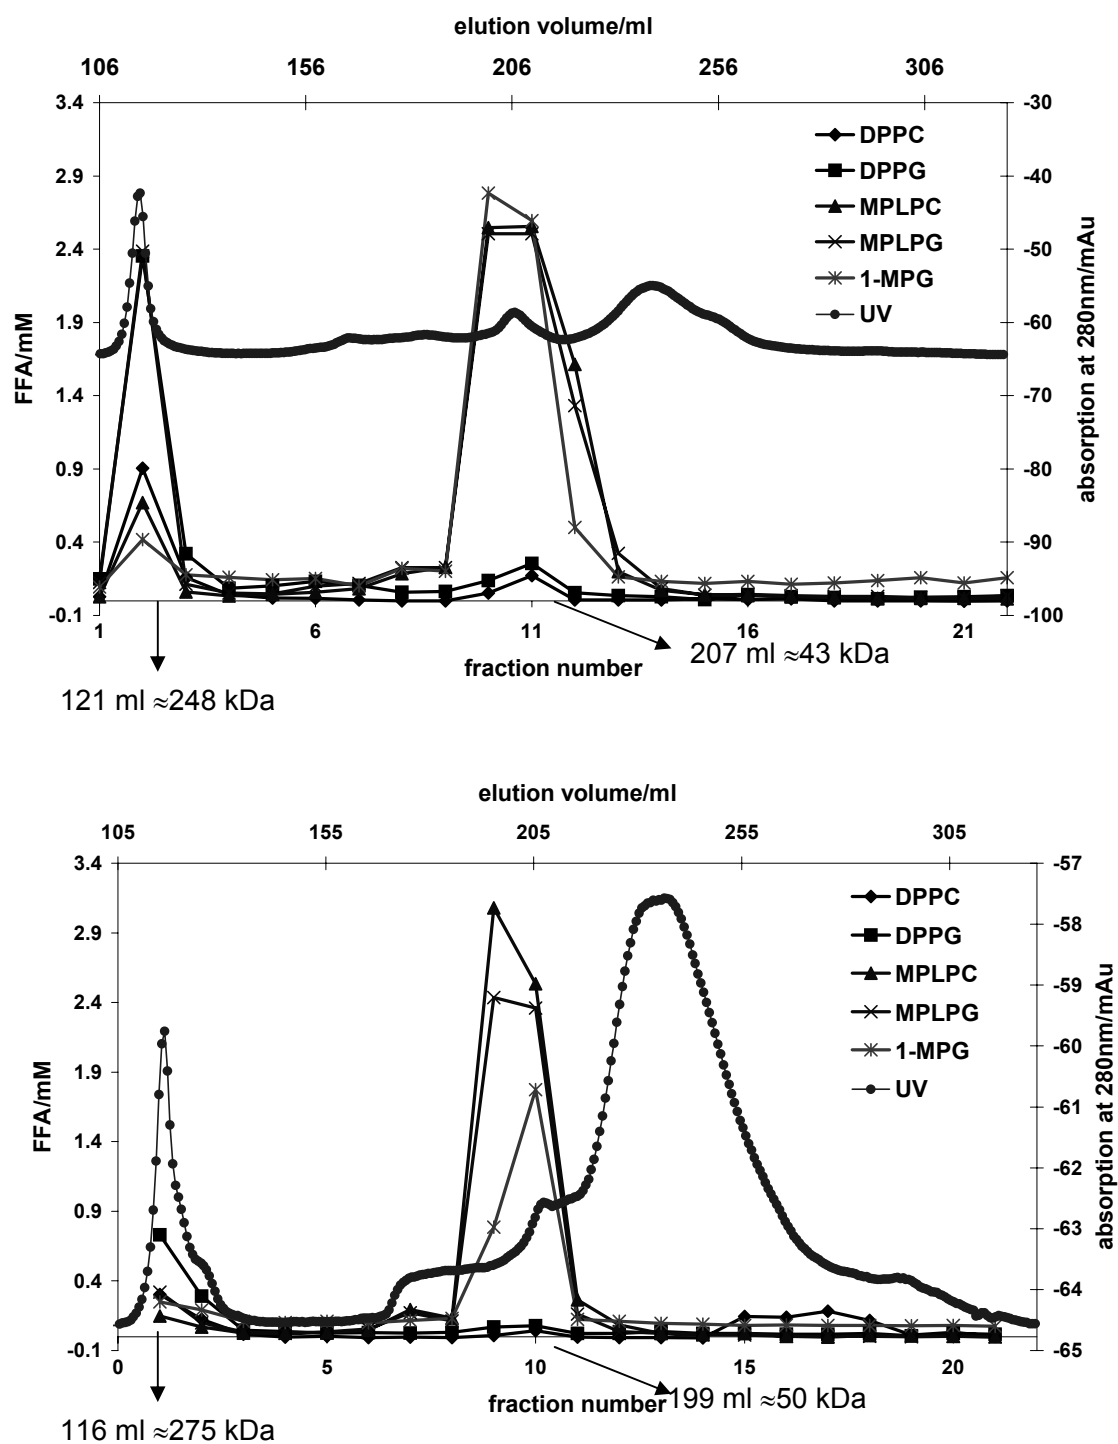 elution volume/ml
106 156 206 256 306
3.4 -30
DPPC
DPPG
2.9 -40
MPLPC
MPLPG
2.4 -50
1-MPG
UV
1.9 -60
FFA/mM
absorption at 280nm/mAu
1.4 -70
0.9 -80
0.4 -90
-0.1 -100
1 6 11 16 21
fraction number
207 ml ≈43 kDa
121 ml ≈248 kDa
elution volume/ml
105 155 205 255 305
3.4 -57
DPPC
2.9 -58
DPPG
MPLPC
2.4 -59
MPLPG
-60
1-MPG
1.9
UV
-61
FFA/mM
absorption at 280nm/mAu
1.4
-62
0.9 -63
0.4 -64
-0.1 -65
0 5 10 15 20
fraction number
199 ml ≈50 kDa
116 ml ≈275 kDa